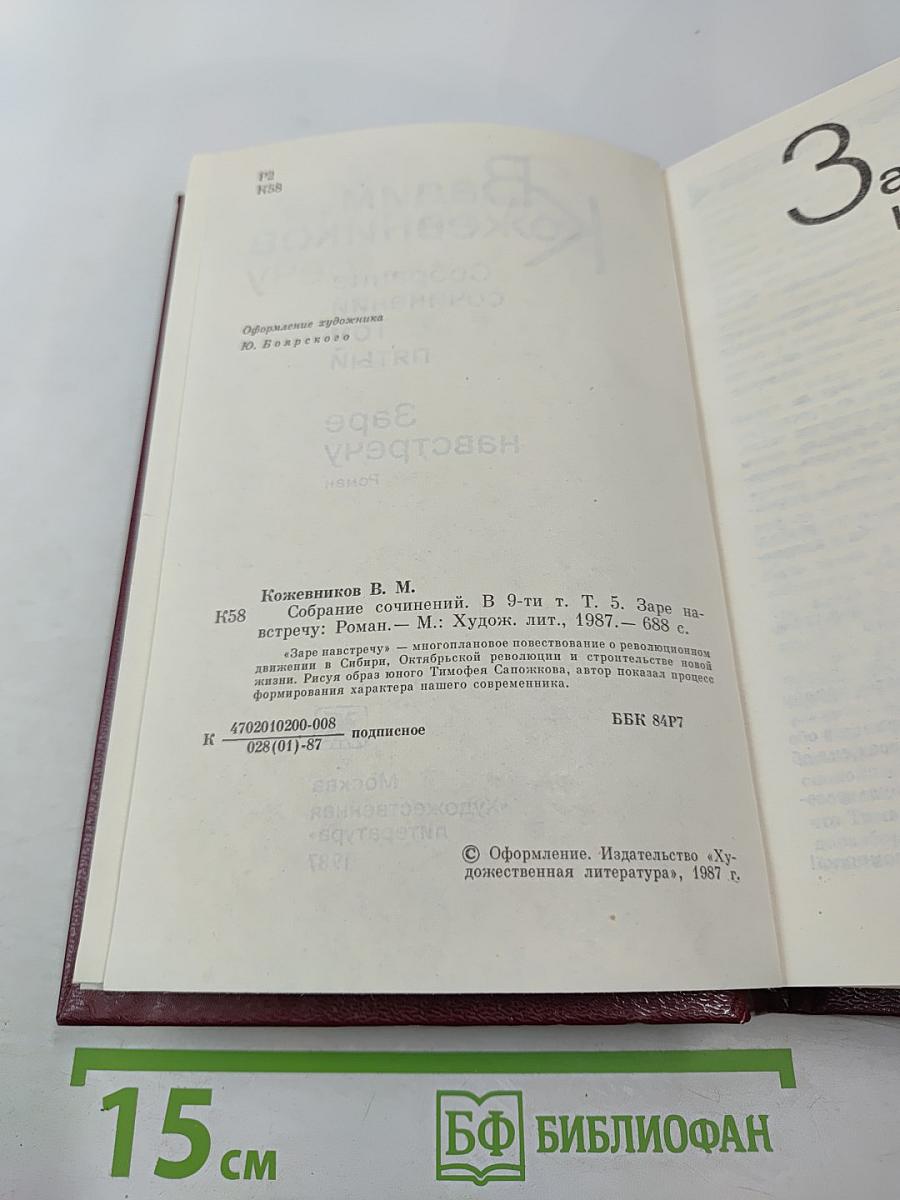 Р2
К58
Оформление художника
Ю. Боярского
Кожевников В. М.
К58 Собрание сочинений. В 9-ти т. Т. 5. Заре на-
встречу: Роман.— М.: Худож. лит., 1987.— 688 с.
«Заре навстречу» — многоплановое повествование о революционном
движении в Сибири, Октябрьской революции и строительстве новой
жизни. Рисуя образ юного Тимофея Сапожкова, автор показал процесс
формирования характера нашего современника.
К 4702010200-008 подписное
028(01)-87
ББК 84Р7
© Оформление. Издательство «Ху-
дожественная литература», 1987 г.
За
15 см
БФ БИБЛИОФАН